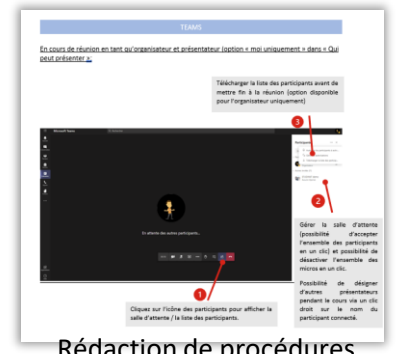 TEAMS
En cours de réunion en tant qu'organisateur et présentateur (option « moi uniquement » dans « Qui
peut présenter »:
Télécharger la liste des participants avant de
mettre fin à la réunion (option disponible
pour l'organisateur uniquement)
3
En attente des autres participants...
2
Gérer la salle d'attente
(possibilité d'accepter
l'ensemble des participants
en un clic) et possibilité de
désactiver l'ensemble des
micros en un clic.
Possibilité de désigner
d'autres présentateurs
pendant le cours via un clic
droit sur le nom du
participant connecté.
1
Cliquez sur l'icône des participants pour afficher la
salle d'attente / la liste des participants.
Rédaction de procédures